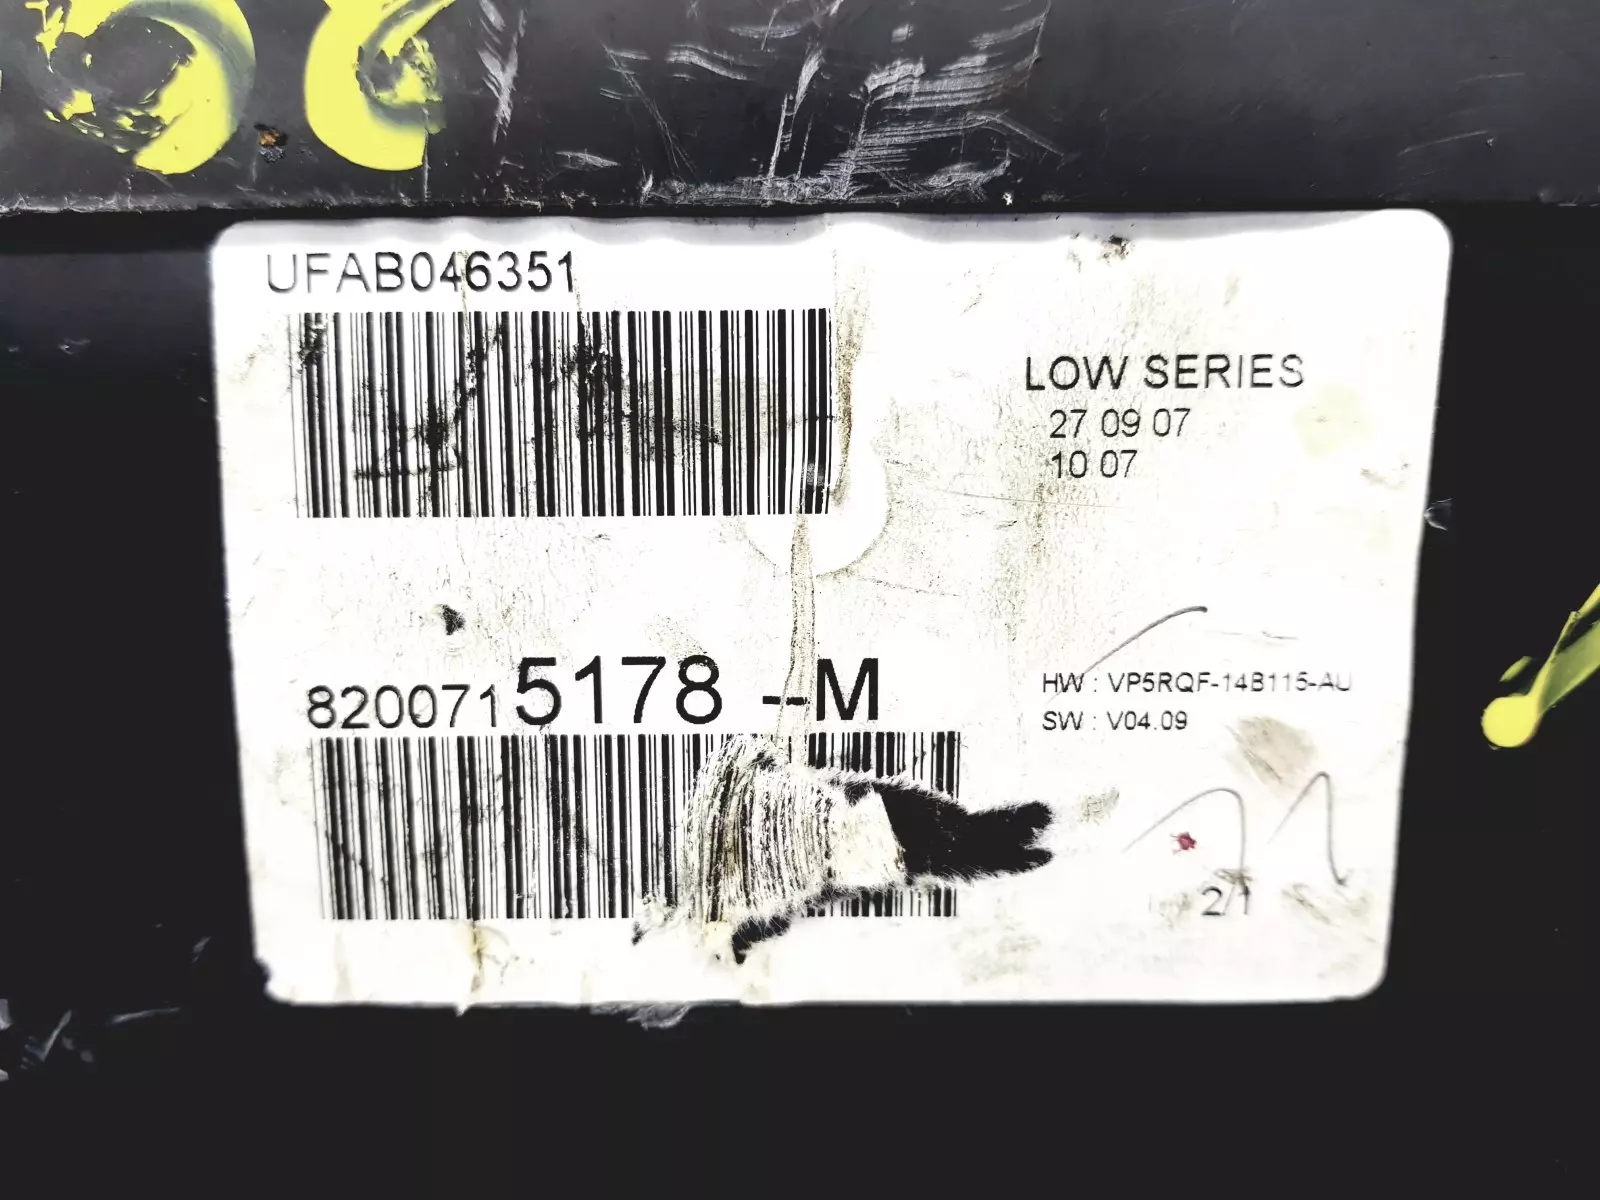 UFAB046351
LOW SERIES
27 09 07
10 07
8200715178 --M
HW : VP5RQF-14B115-AU
SW : V04.09
2/1